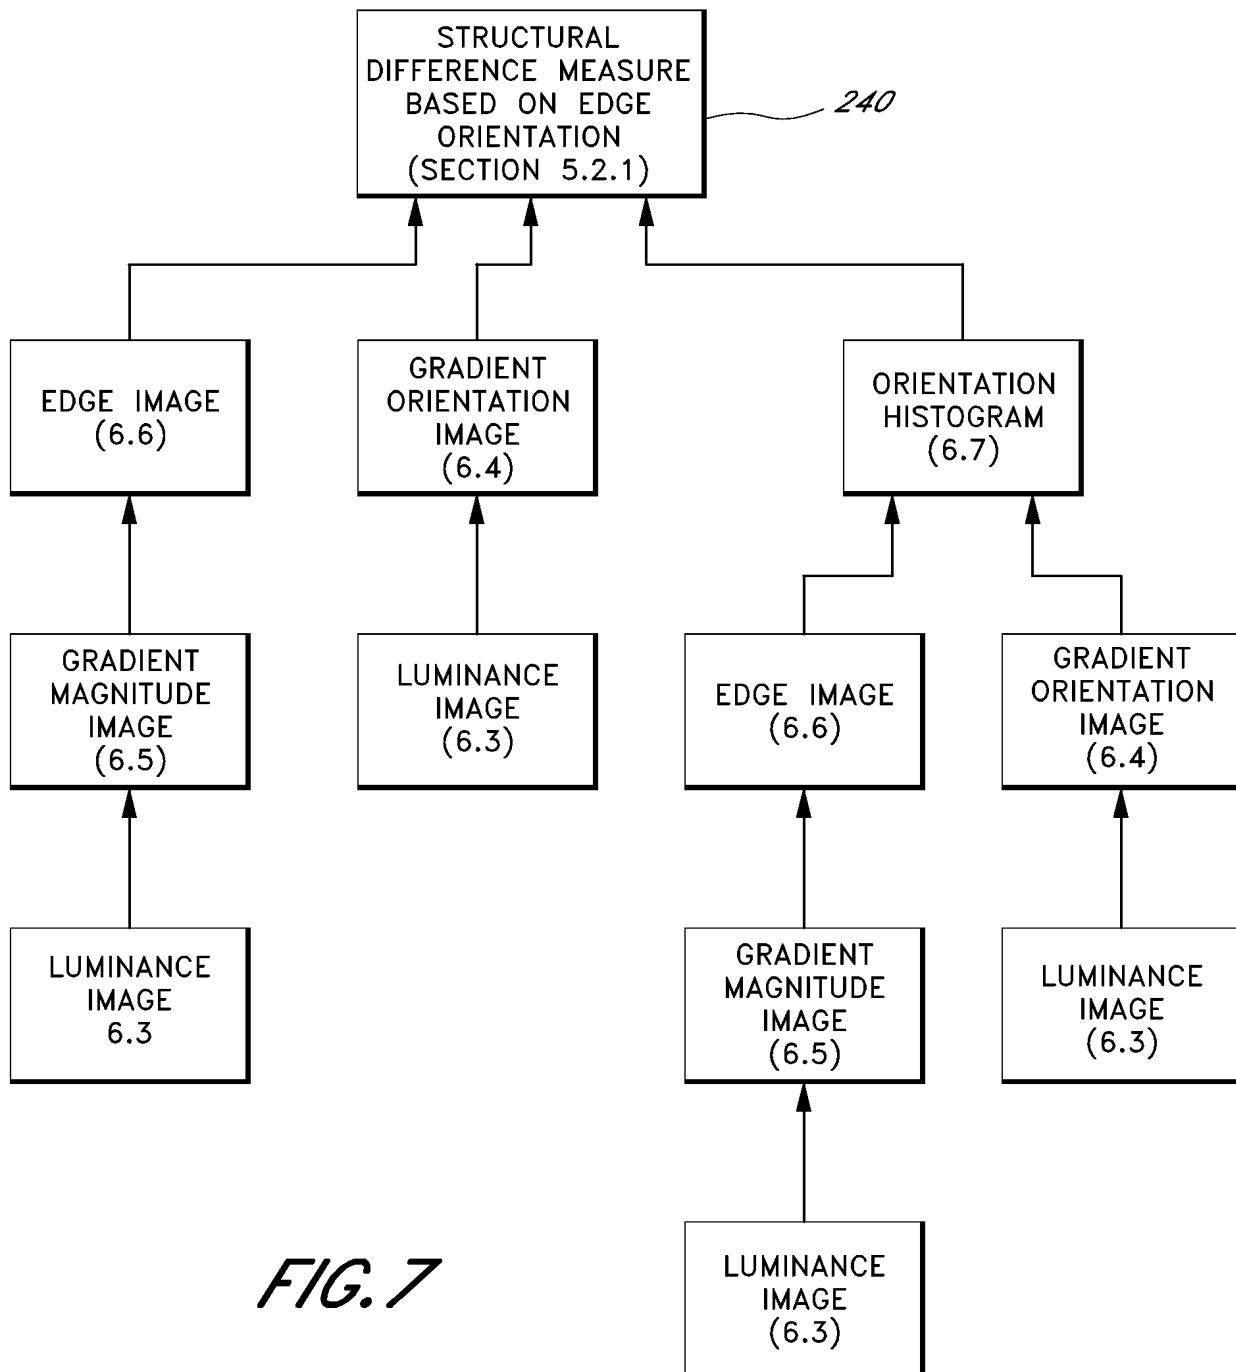 STRUCTURAL
DIFFERENCE MEASURE
BASED ON EDGE
ORIENTATION
(SECTION 5.2.1)
240
EDGE IMAGE
(6.6)
GRADIENT
ORIENTATION
IMAGE
(6.4)
ORIENTATION
HISTOGRAM
(6.7)
GRADIENT
MAGNITUDE
IMAGE
(6.5)
LUMINANCE
IMAGE
(6.3)
EDGE IMAGE
(6.6)
GRADIENT
ORIENTATION
IMAGE
(6.4)
LUMINANCE
IMAGE
6.3
GRADIENT
MAGNITUDE
IMAGE
(6.5)
LUMINANCE
IMAGE
(6.3)
LUMINANCE
IMAGE
(6.3)
FIG. 7